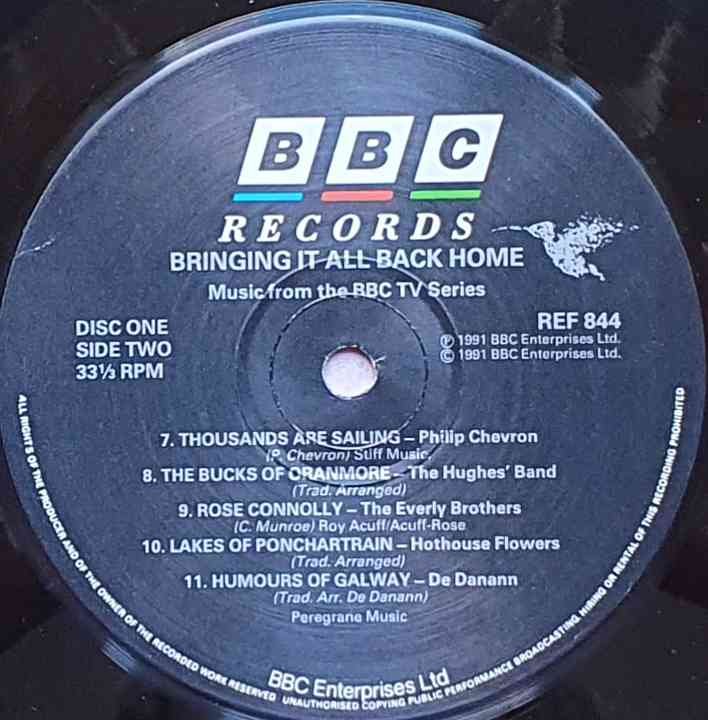 BBC
RECORDS
BRINGING IT ALL BACK HOME
Music from the BBC TV Series
DISC ONE
SIDE TWO
33⅓ RPM
REF 844
℗ 1991 BBC Enterprises Ltd.
© 1991 BBC Enterprises Ltd.
7. THOUSANDS ARE SAILING – Philip Chevron
(P. Chevron) Stiff Music.
8. THE BUCKS OF ORANMORE – The Hughes' Band
(Trad. Arranged)
9. ROSE CONNOLLY – The Everly Brothers
(C. Munroe) Roy Acuff/Acuff-Rose
10. LAKES OF PONCHARTRAIN – Hothouse Flowers
(Trad. Arranged)
11. HUMOURS OF GALWAY – De Danann
(Trad. Arr. De Danann)
Peregrane Music
BBC Enterprises Ltd
ALL RIGHTS OF THE PRODUCER AND OF THE OWNER OF THE RECORDED WORK RESERVED UNAUTHORISED COPYING PUBLIC PERFORMANCE BROADCASTING, HIRING OR RENTAL OF THIS RECORDING PROHIBITED